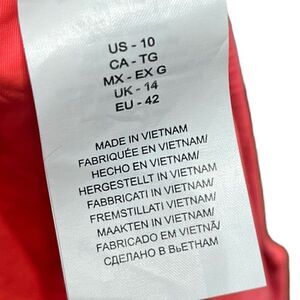 US - 10
CA - TG
MX - EX G
UK - 14
EU - 42
MADE IN VIETNAM/
FABRIQUÉE EN VIETNAM/
HECHO EN VIETNAM/
HERGESTELLT IN VIETNAM/
FABBRICATI IN VIETNAM/
FREMSTILLATI VIETNAM/
MAAKTEN IN VIETNAM/
FABRICADO EM VIETNÃ/
СДЕЛАНО В ВЬЕТНАМ